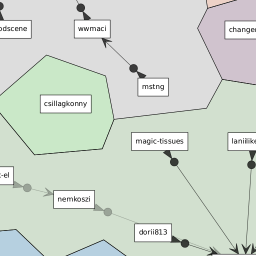 odscene
wwmaci
change
mstng
csillagkonny
magic-tissues
laniilike
t-el
nemkoszi
dorii813